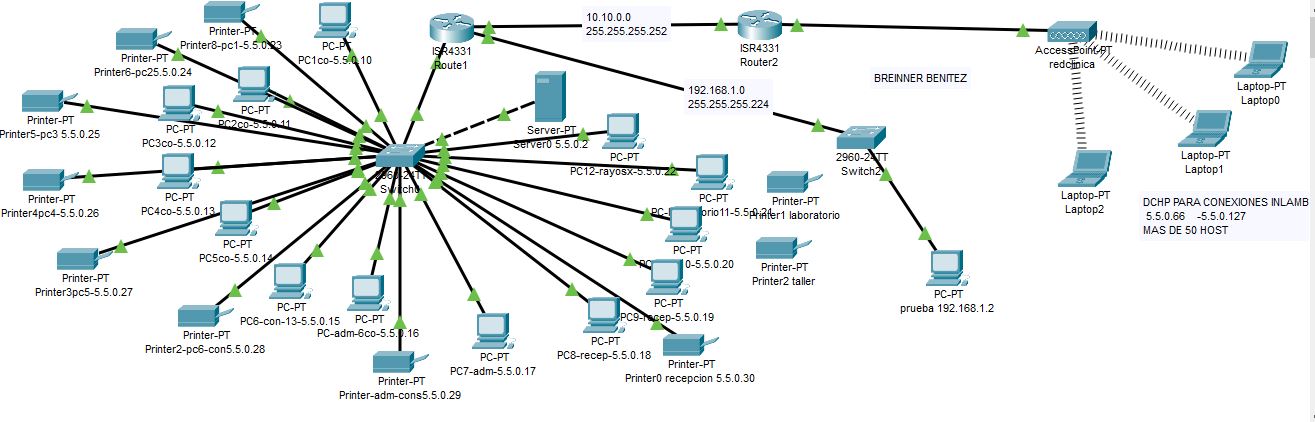 Printer-PT
Printer8-pc1-5.5.0.23
PC-PT
PC1co-5.5.0.10
ISR4331
Route1
10.10.0.0
255.255.255.252
ISR4331
Router2
AccessPoint-PT
redclinica
Laptop-PT
Laptop0
Printer-PT
Printer6-pc25.5.0.24
PC-PT
PC2co-5.5.0.11
192.168.1.0
255.255.255.224
BREINNER BENITEZ
Printer-PT
Printer5-pc3 5.5.0.25
PC-PT
PC3co-5.5.0.12
Server-PT
Server0 5.5.0.2
PC-PT
PC12-rayosx-5.5.0.22
2960-24TT
Switch2
Laptop-PT
Laptop1
2960-24TT
Switch0
Printer-PT
Printer4pc4-5.5.0.26
PC-PT
PC4co-5.5.0.13
PC-PT
Printer-PT
Printer1 laboratorio
Laptop-PT
Laptop2
DCHP PARA CONEXIONES INLAMB
5.5.0.66 -5.5.0.127
MAS DE 50 HOST
PC-PT
PC5co-5.5.0.14
PC-PT
0-5.5.0.20
Printer-PT
Printer2 taller
Printer-PT
Printer3pc5-5.5.0.27
PC-PT
PC6-con-13-5.5.0.15
PC-PT
PC-adm-6co-5.5.0.16
PC-PT
PC9-recep-5.5.0.19
PC-PT
prueba 192.168.1.2
Printer-PT
Printer2-pc6-con5.5.0.28
PC-PT
PC7-adm-5.5.0.17
PC-PT
PC8-recep-5.5.0.18
Printer-PT
Printer0 recepcion 5.5.0.30
Printer-PT
Printer-adm-cons5.5.0.29